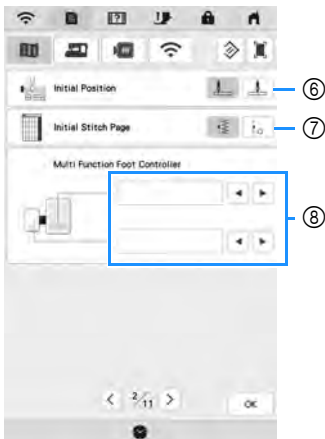 Initial Position
⑥
Initial Stitch Page
⑦
Multi Function Foot Controller
⑧
< 2/11 >
OK